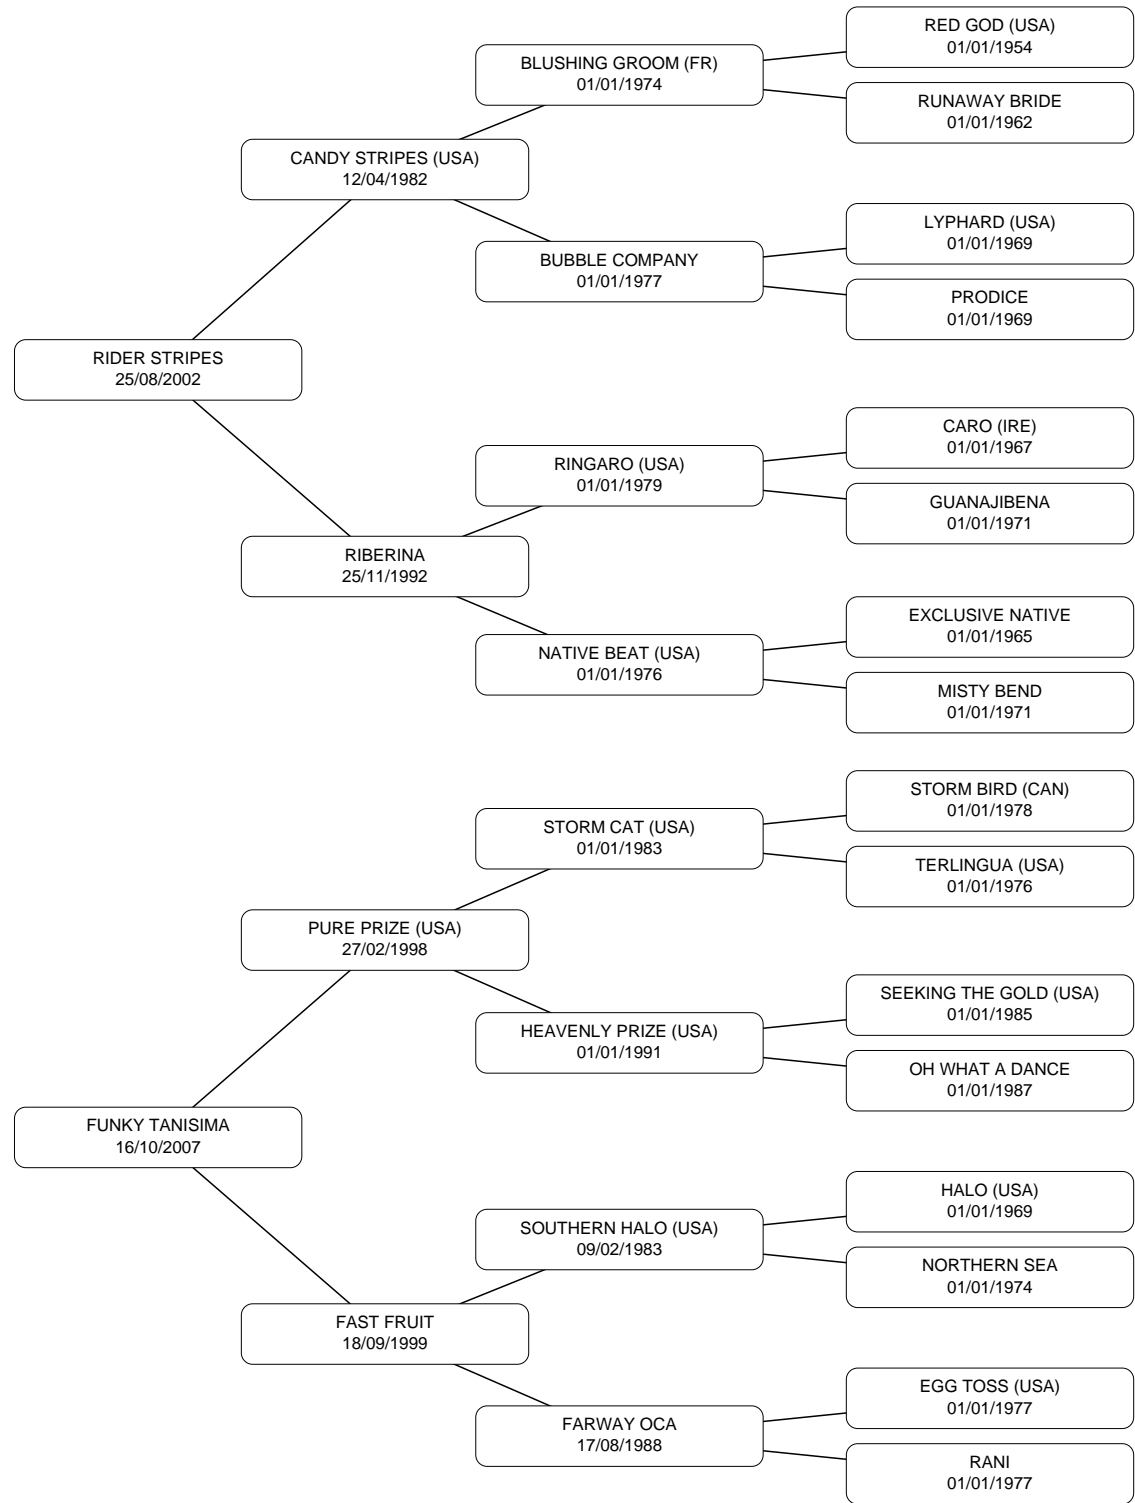 RED GOD (USA)
01/01/1954
BLUSHING GROOM (FR)
01/01/1974
RUNAWAY BRIDE
01/01/1962
CANDY STRIPES (USA)
12/04/1982
LYPHARD (USA)
01/01/1969
BUBBLE COMPANY
01/01/1977
PRODICE
01/01/1969
RIDER STRIPES
25/08/2002
CARO (IRE)
01/01/1967
RINGARO (USA)
01/01/1979
GUANAJIBENA
01/01/1971
RIBERINA
25/11/1992
EXCLUSIVE NATIVE
01/01/1965
NATIVE BEAT (USA)
01/01/1976
MISTY BEND
01/01/1971
STORM BIRD (CAN)
01/01/1978
STORM CAT (USA)
01/01/1983
TERLINGUA (USA)
01/01/1976
PURE PRIZE (USA)
27/02/1998
SEEKING THE GOLD (USA)
01/01/1985
HEAVENLY PRIZE (USA)
01/01/1991
OH WHAT A DANCE
01/01/1987
FUNKY TANISIMA
16/10/2007
HALO (USA)
01/01/1969
SOUTHERN HALO (USA)
09/02/1983
NORTHERN SEA
01/01/1974
FAST FRUIT
18/09/1999
EGG TOSS (USA)
01/01/1977
FARWAY OCA
17/08/1988
RANI
01/01/1977